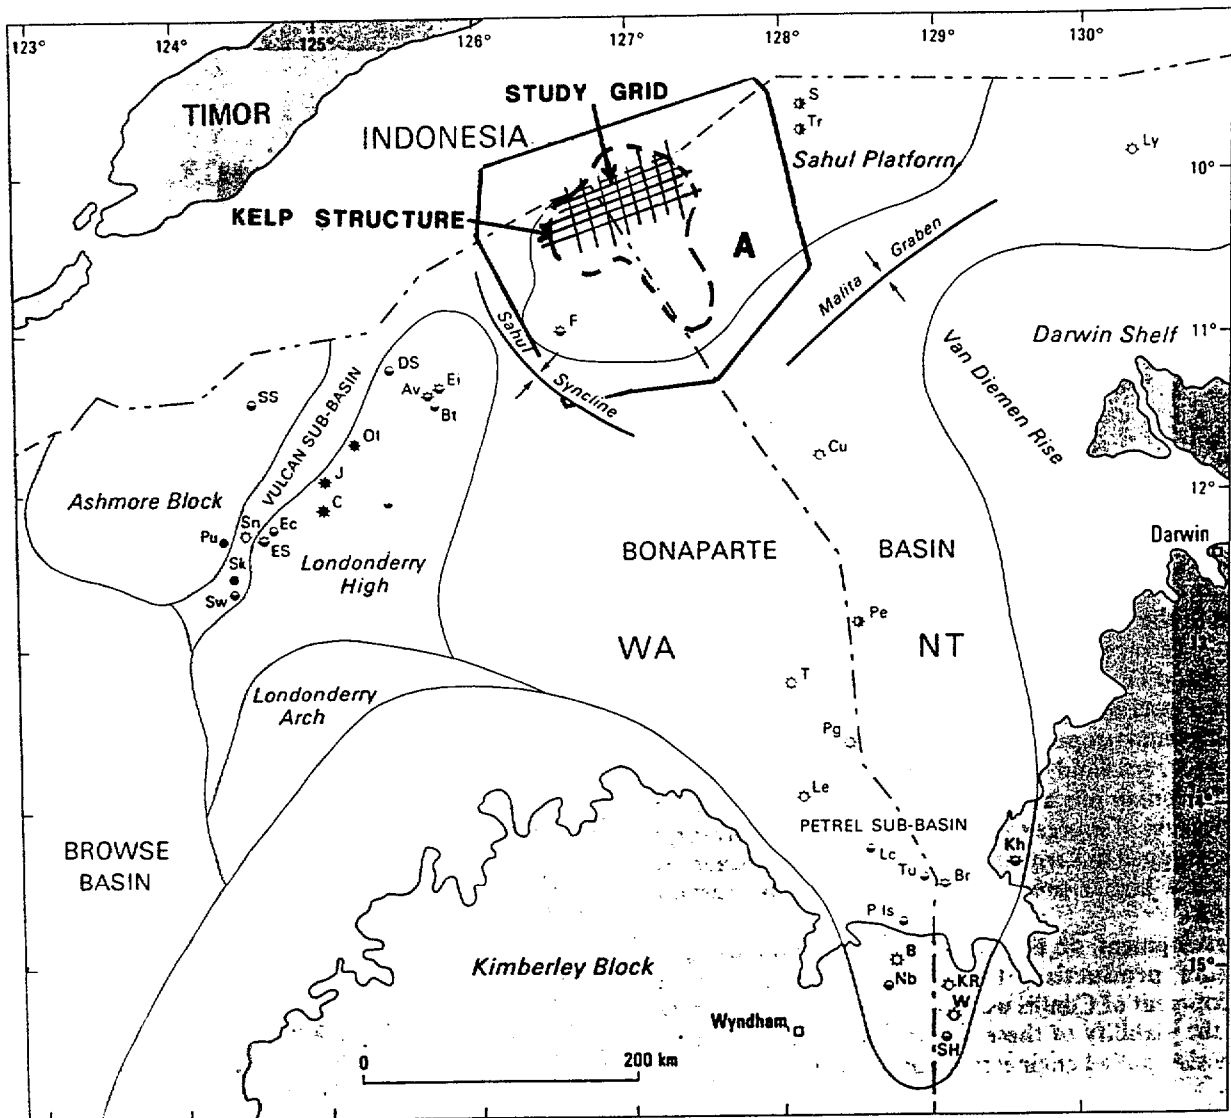 123° 124° 125° 126° 127° 128° 129° 130°
TIMOR
INDONESIA
STUDY GRID
KELP STRUCTURE
S
Tr
Sahul Platform
Ly
10°
A
Malita Graben
Sahul Syncline
F
11°
Darwin Shelf
Van Diemen Rise
DS
Ei
Av
Bt
SS
VULCAN SUB-BASIN
Ol
J
C
Cu
12°
Ashmore Block
Sn
Ec
Pu
ES
Sk
Sw
Londonderry
High
BONAPARTE BASIN
Darwin
Pe
WA NT
T
Londonderry
Arch
Pg
Le
PETREL SUB-BASIN
BROWSE
BASIN
Lc
Kh
Tu
Br
P Is
B
Nb
KR
W
SH
15°
Kimberley Block
Wyndham
0 200 km